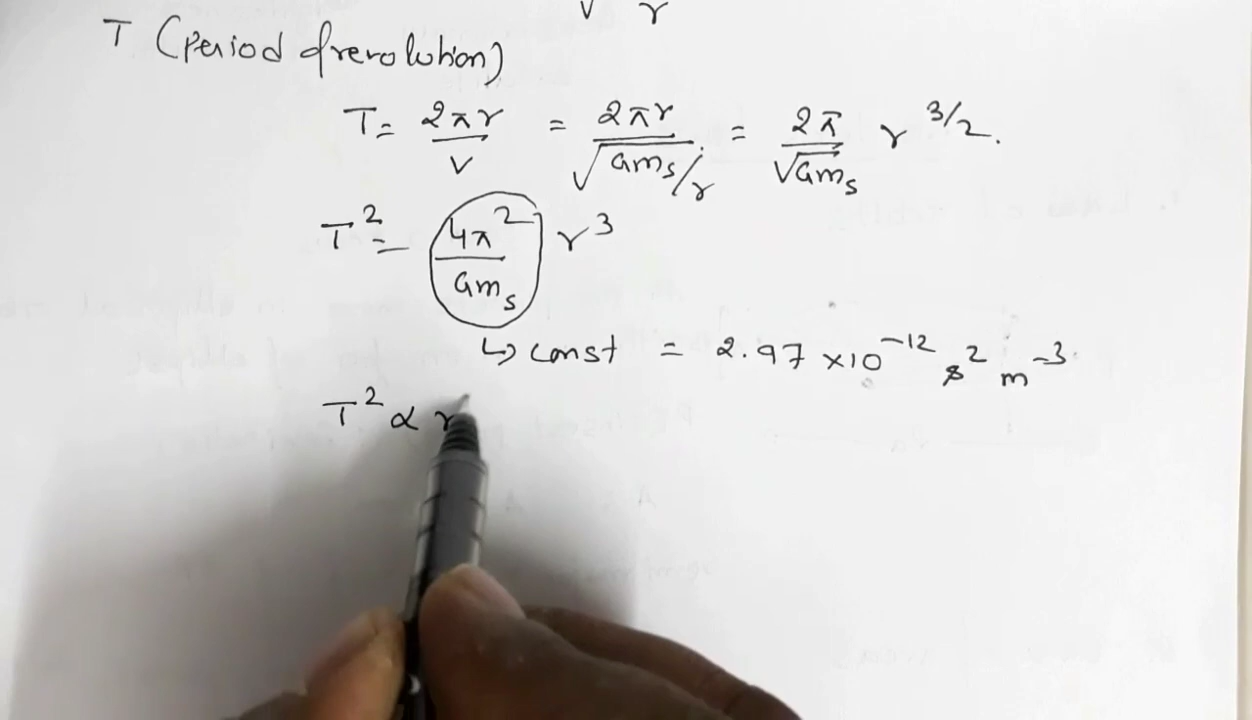 √ r
T (Period of revolution)
T = 2πr / v = 2πr / √(Gms/r) = 2π / √Gms r^3/2.
T^2 = (4π^2 / Gms) r^3
↳ const = 2.97 ×10^-12 s^2 m^-3
T^2 ∝ r